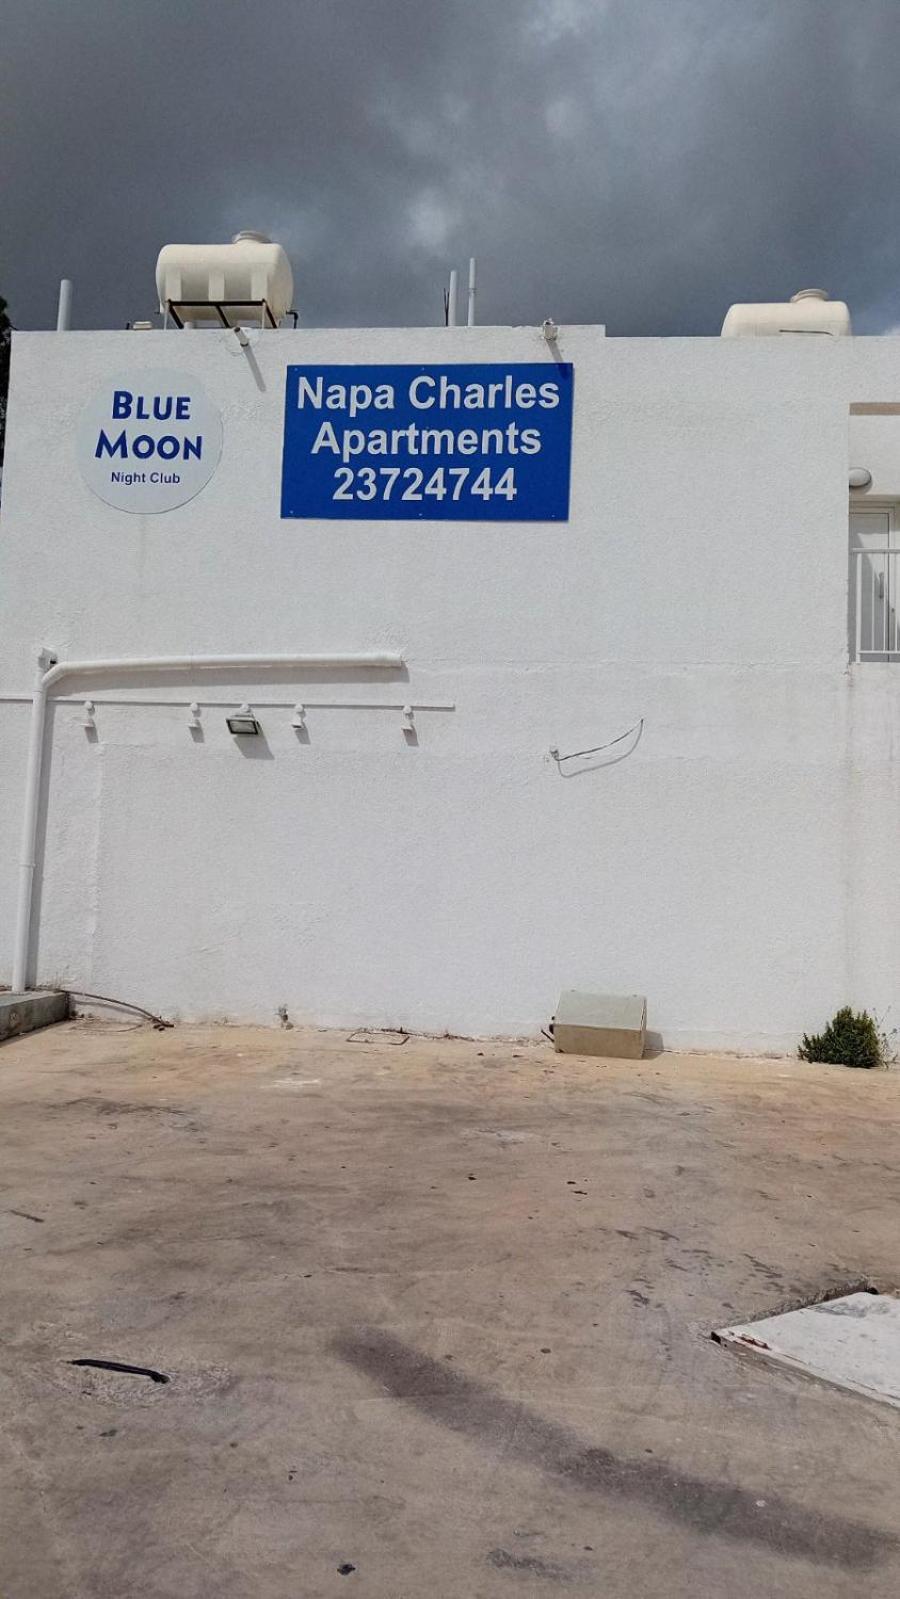 BLUE
MOON
Night Club
Napa Charles
Apartments
23724744